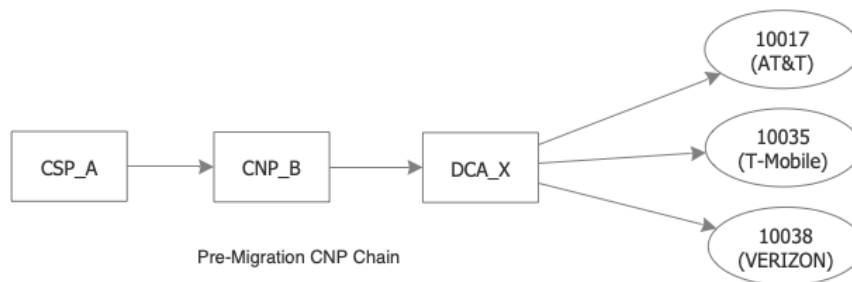 10017
(AT&T)
CSP_A
CNP_B
DCA_X
10035
(T-Mobile)
10038
(VERIZON)
Pre-Migration CNP Chain